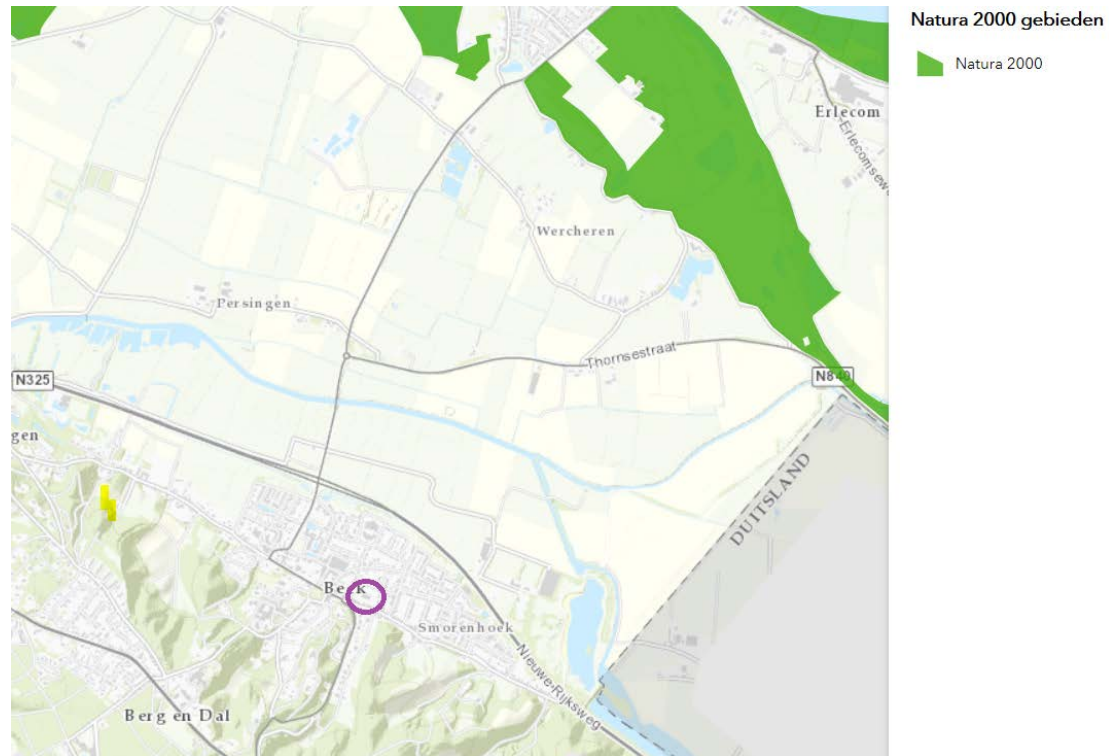 Natura 2000 gebieden
Natura 2000
Erlecom
Erlecomsew
Wercheren
Persingen
Thornsestraat
N325
N840
gen
DUITSLAND
Beek
Smorenhoek
Nieuwe-Rijksweg
Berg en Dal